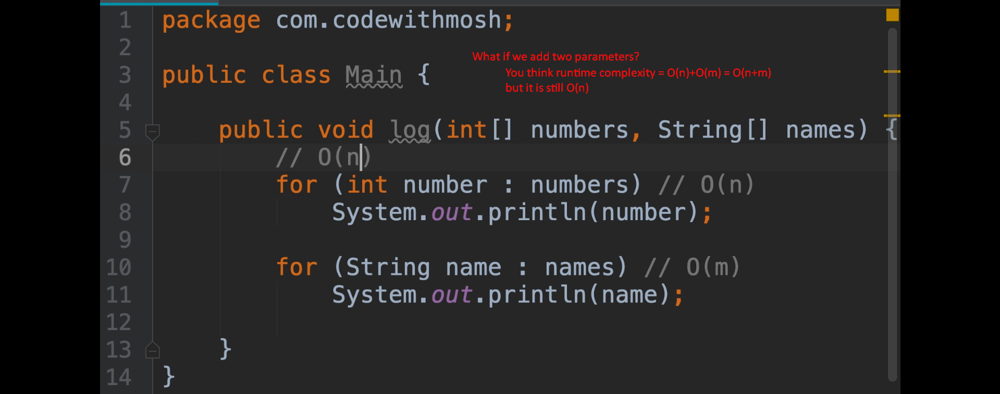 1 package com.codewithmosh;
2
What if we add two parameters?
You think runtime complexity = O(n)+O(m) = O(n+m)
3 public class Main {
but it is still O(n)
4
5 public void log(int[] numbers, String[] names) {
6 // O(n)
7 for (int number : numbers) // O(n)
8 System.out.println(number);
9
10 for (String name : names) // O(m)
11 System.out.println(name);
12
13 }
14 }